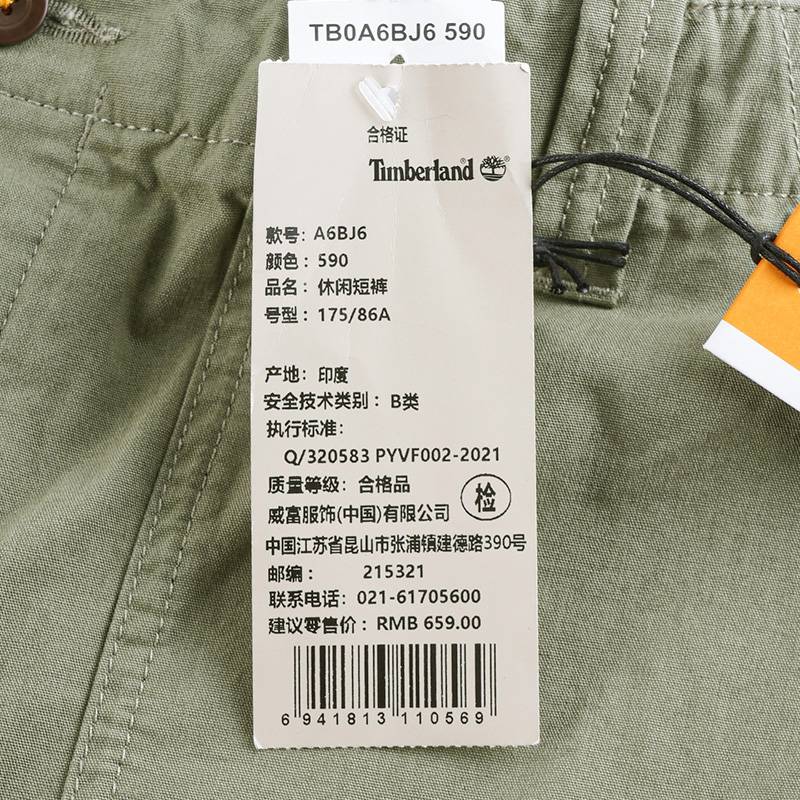 TB0A6BJ6 590
合格证
Timberland
款号: A6BJ6
颜色: 590
品名: 休闲短裤
号型: 175/86A
产地: 印度
安全技术类别: B类
执行标准:
Q/320583 PYVF002-2021
质量等级: 合格品
检
威富服饰(中国)有限公司
中国江苏省昆山市张浦镇建德路390号
邮编: 215321
联系电话: 021-61705600
建议零售价: RMB 659.00
6 941813 110569